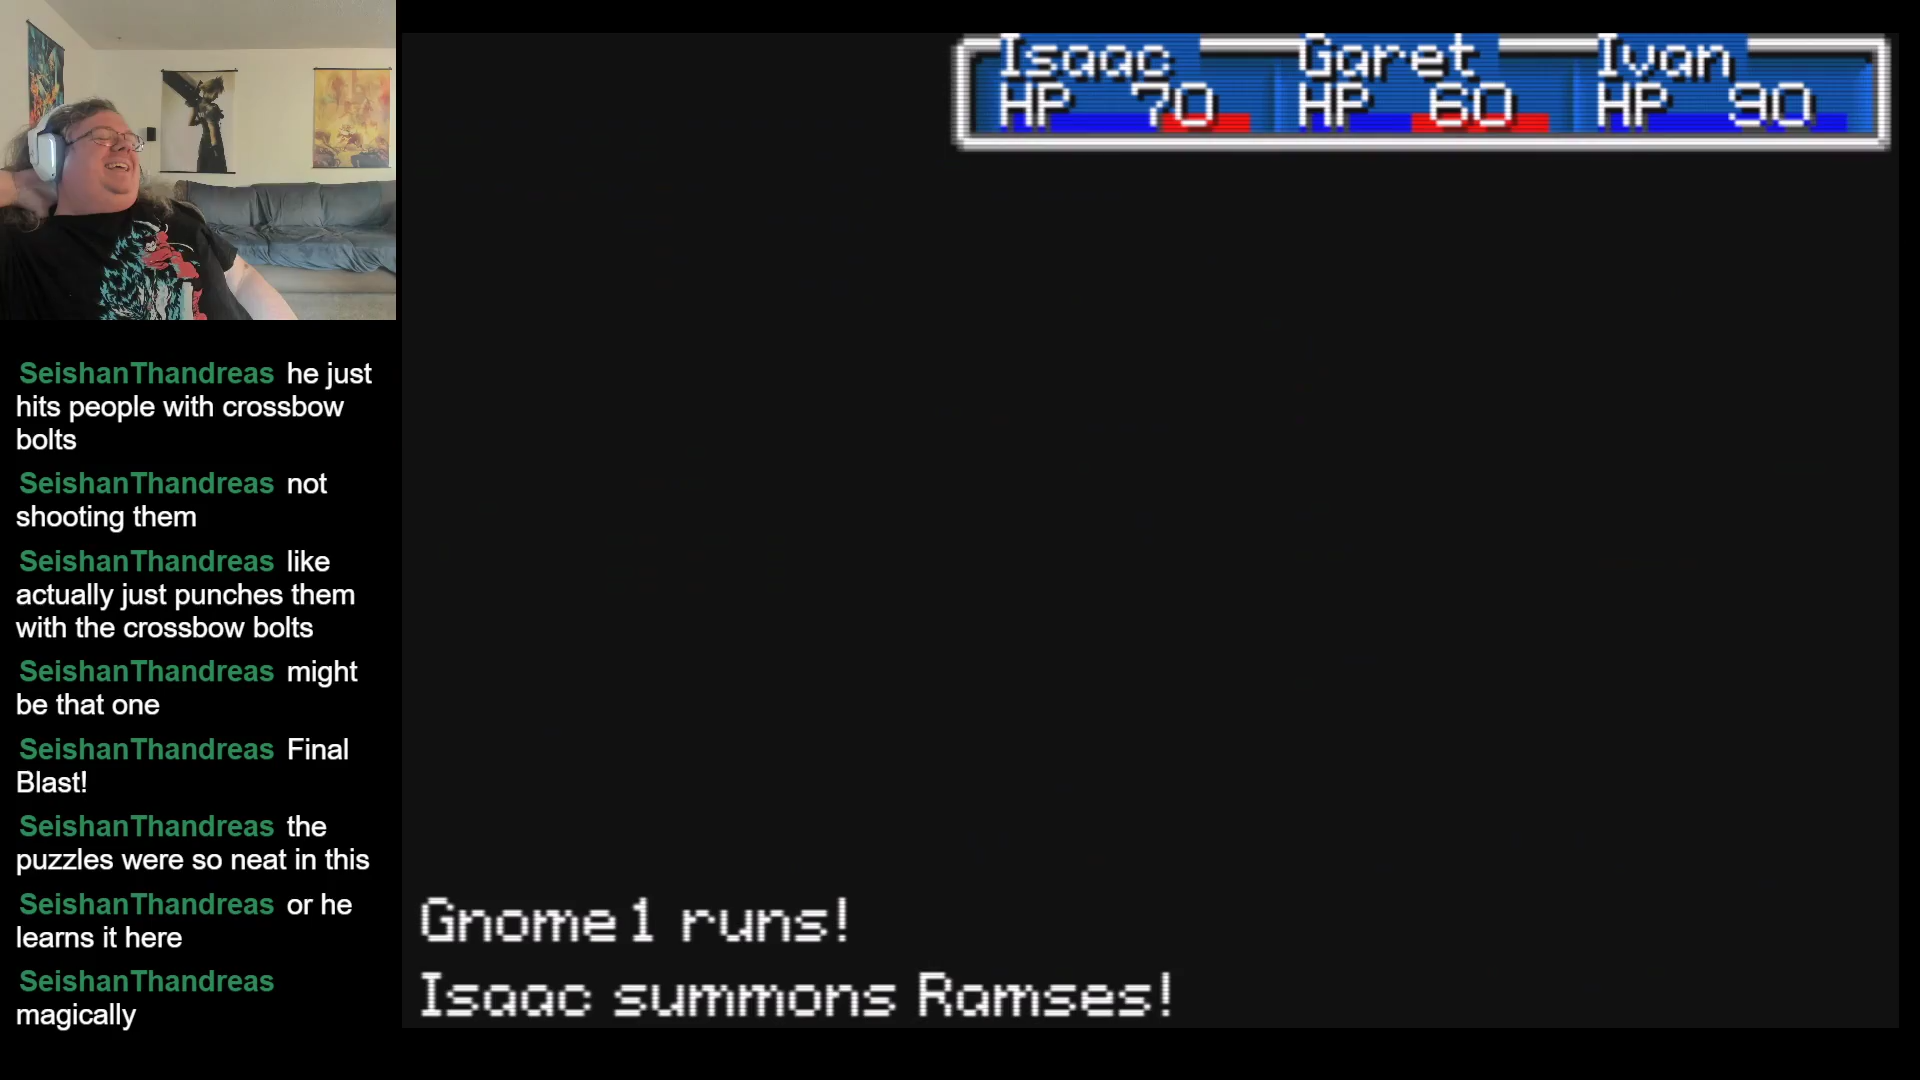 Isaac Garet Ivan
HP 70 HP 60 HP 90
SeishanThandreas he just
hits people with crossbow
bolts
SeishanThandreas not
shooting them
SeishanThandreas like
actually just punches them
with the crossbow bolts
SeishanThandreas might
be that one
SeishanThandreas Final
Blast!
SeishanThandreas the
puzzles were so neat in this
SeishanThandreas or he
learns it here
SeishanThandreas
magically
Gnome1 runs!
Isaac summons Ramses!